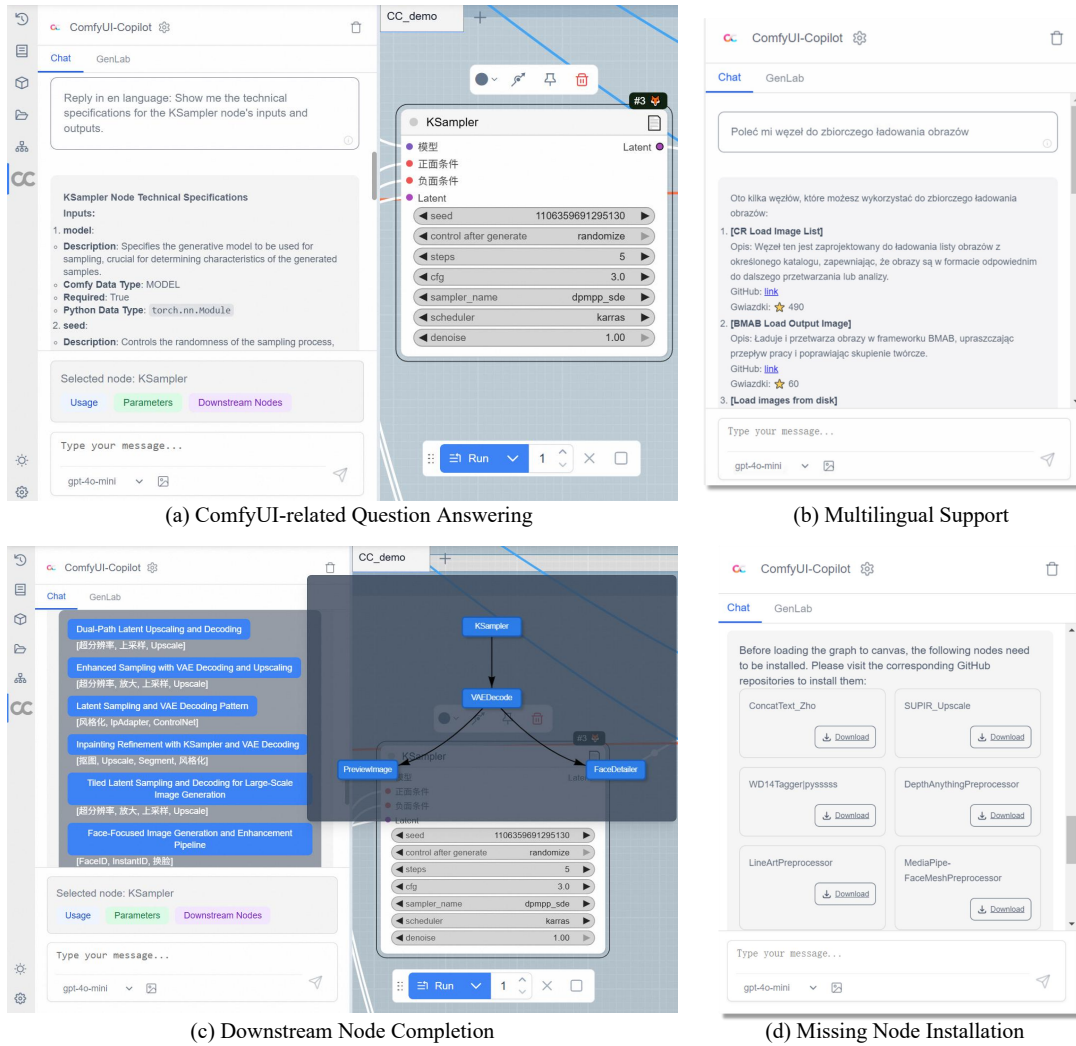 CC ComfyUI-Copilot
Chat GenLab
Reply in en language: Show me the technical
specifications for the KSampler node's inputs and
outputs.
KSampler Node Technical Specifications
Inputs:
1. model:
Description: Specifies the generative model to be used for
sampling, crucial for determining characteristics of the generated
samples.
Comfy Data Type: MODEL
Required: True
Python Data Type: torch.nn.Module
2. seed:
Description: Controls the randomness of the sampling process,
Selected node: KSampler
Usage Parameters Downstream Nodes
Type your message...
gpt-4o-mini
CC
CC_demo
#3
KSampler
模型 Latent
正面条件
负面条件
Latent
seed 1106359691295130
control after generate randomize
steps 5
cfg 3.0
sampler_name dpmpp_sde
scheduler karras
denoise 1.00
Run 1
(a) ComfyUI-related Question Answering
CC ComfyUI-Copilot
Chat GenLab
Poleć mi węzeł do zbiorczego ładowania obrazów
Oto kilka węzłów, które możesz wykorzystać do zbiorczego ładowania
obrazów:
1. [CR Load Image List]
Opis: Węzeł ten jest zaprojektowany do ładowania listy obrazów z
określonego katalogu, zapewniając, że obrazy są w formacie odpowiednim
do dalszego przetwarzania lub analizy.
GitHub: link
Gwiazdki: 490
2. [BMAB Load Output Image]
Opis: Ładuje i przetwarza obrazy w frameworku BMAB, upraszczając
przepływ pracy i poprawiając skupienie twórcze.
GitHub: link
Gwiazdki: 60
3. [Load images from disk]
Type your message...
gpt-4o-mini
(b) Multilingual Support
CC ComfyUI-Copilot
Chat GenLab
Dual-Path Latent Upscaling and Decoding
[超分辨率, 上采样, Upscale]
Enhanced Sampling with VAE Decoding and Upscaling
[超分辨率, 放大, 上采样, Upscale]
Latent Sampling and VAE Decoding Pattern
[风格化, IpAdapter, ControlNet]
Inpainting Refinement with KSampler and VAE Decoding
[抠图, Upscale, Segment, 风格化]
Tiled Latent Sampling and Decoding for Large-Scale
Image Generation
[超分辨率, 放大, 上采样, Upscale]
Face-Focused Image Generation and Enhancement
Pipeline
[FaceID, InstantID, 换脸]
Selected node: KSampler
Usage Parameters Downstream Nodes
Type your message...
gpt-4o-mini
CC
CC_demo
KSampler
VAEDecode
PreviewImage FaceDetailer
#3
KSampler
模型
正面条件
负面条件
Latent
seed 1106359691295130
control after generate randomize
steps 5
cfg 3.0
sampler_name dpmpp_sde
scheduler karras
denoise 1.00
Run 1
(c) Downstream Node Completion
CC ComfyUI-Copilot
Chat GenLab
Before loading the graph to canvas, the following nodes need
to be installed. Please visit the corresponding GitHub
repositories to install them:
ConcatText_Zho SUPIR_Upscale
Download Download
WD14Tagger|pysssss DepthAnythingPreprocessor
Download Download
LineArtPreprocessor MediaPipe-
FaceMeshPreprocessor
Download Download
Type your message...
gpt-4o-mini
(d) Missing Node Installation